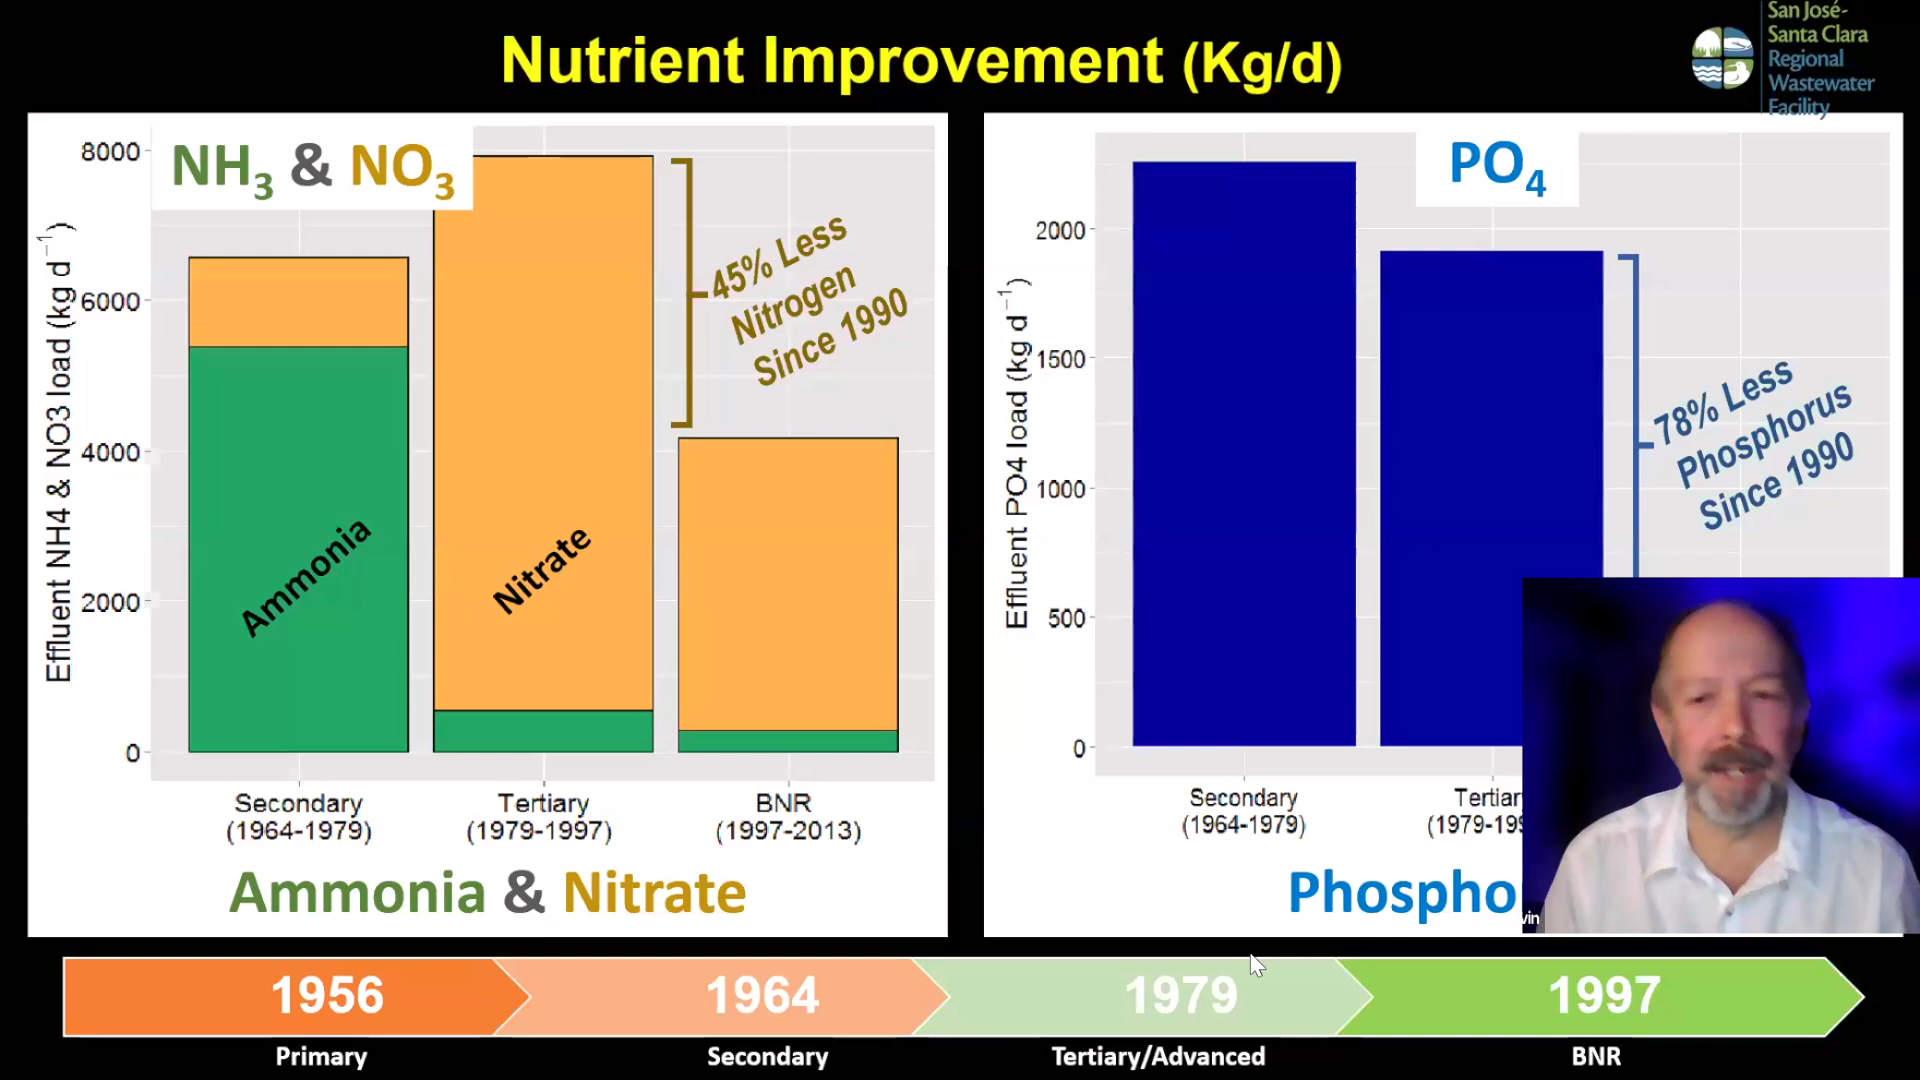 Nutrient Improvement (Kg/d)
San José-
Santa Clara
Regional
Wastewater
Facility
NH3 & NO3
8000
6000
4000
2000
0
Effluent NH4 & NO3 load (kg d⁻¹)
45% Less
Nitrogen
Since 1990
Ammonia
Nitrate
Secondary
(1964-1979)
Tertiary
(1979-1997)
BNR
(1997-2013)
Ammonia & Nitrate
PO4
2000
1500
1000
500
0
Effluent PO4 load (kg d⁻¹)
78% Less
Phosphorus
Since 1990
Secondary
(1964-1979)
Tertiar
(1979-199
Phospho
vin
1956
1964
1979
1997
Primary
Secondary
Tertiary/Advanced
BNR